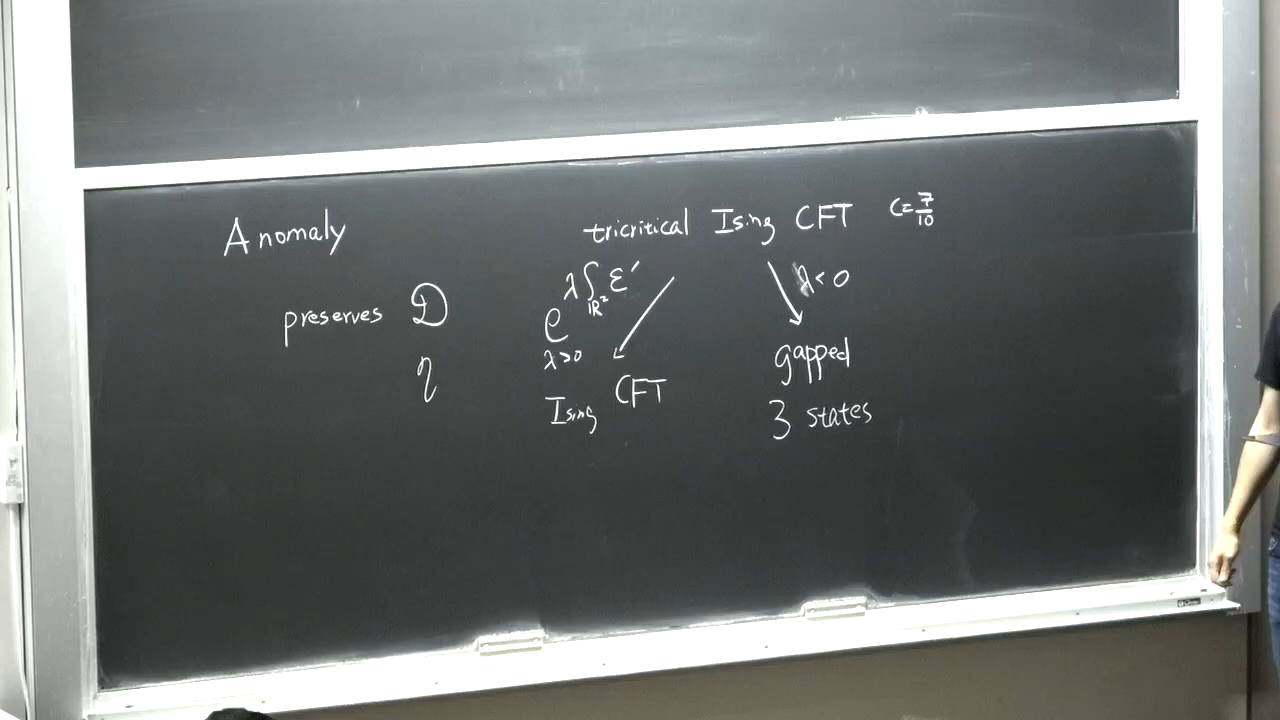 Anomaly
tricritical Ising CFT c=7/10
preserves D
η
e^{λ∫_{ℝ²} ε′}
λ>0
λ<0
Ising CFT
gapped
3 states